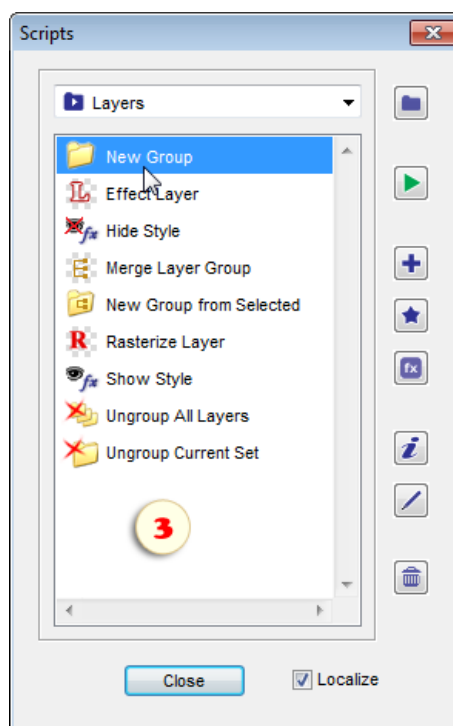 Scripts
Layers
New Group
Effect Layer
Hide Style
Merge Layer Group
New Group from Selected
Rasterize Layer
Show Style
Ungroup All Layers
Ungroup Current Set
3
fx
i
Close
Localize